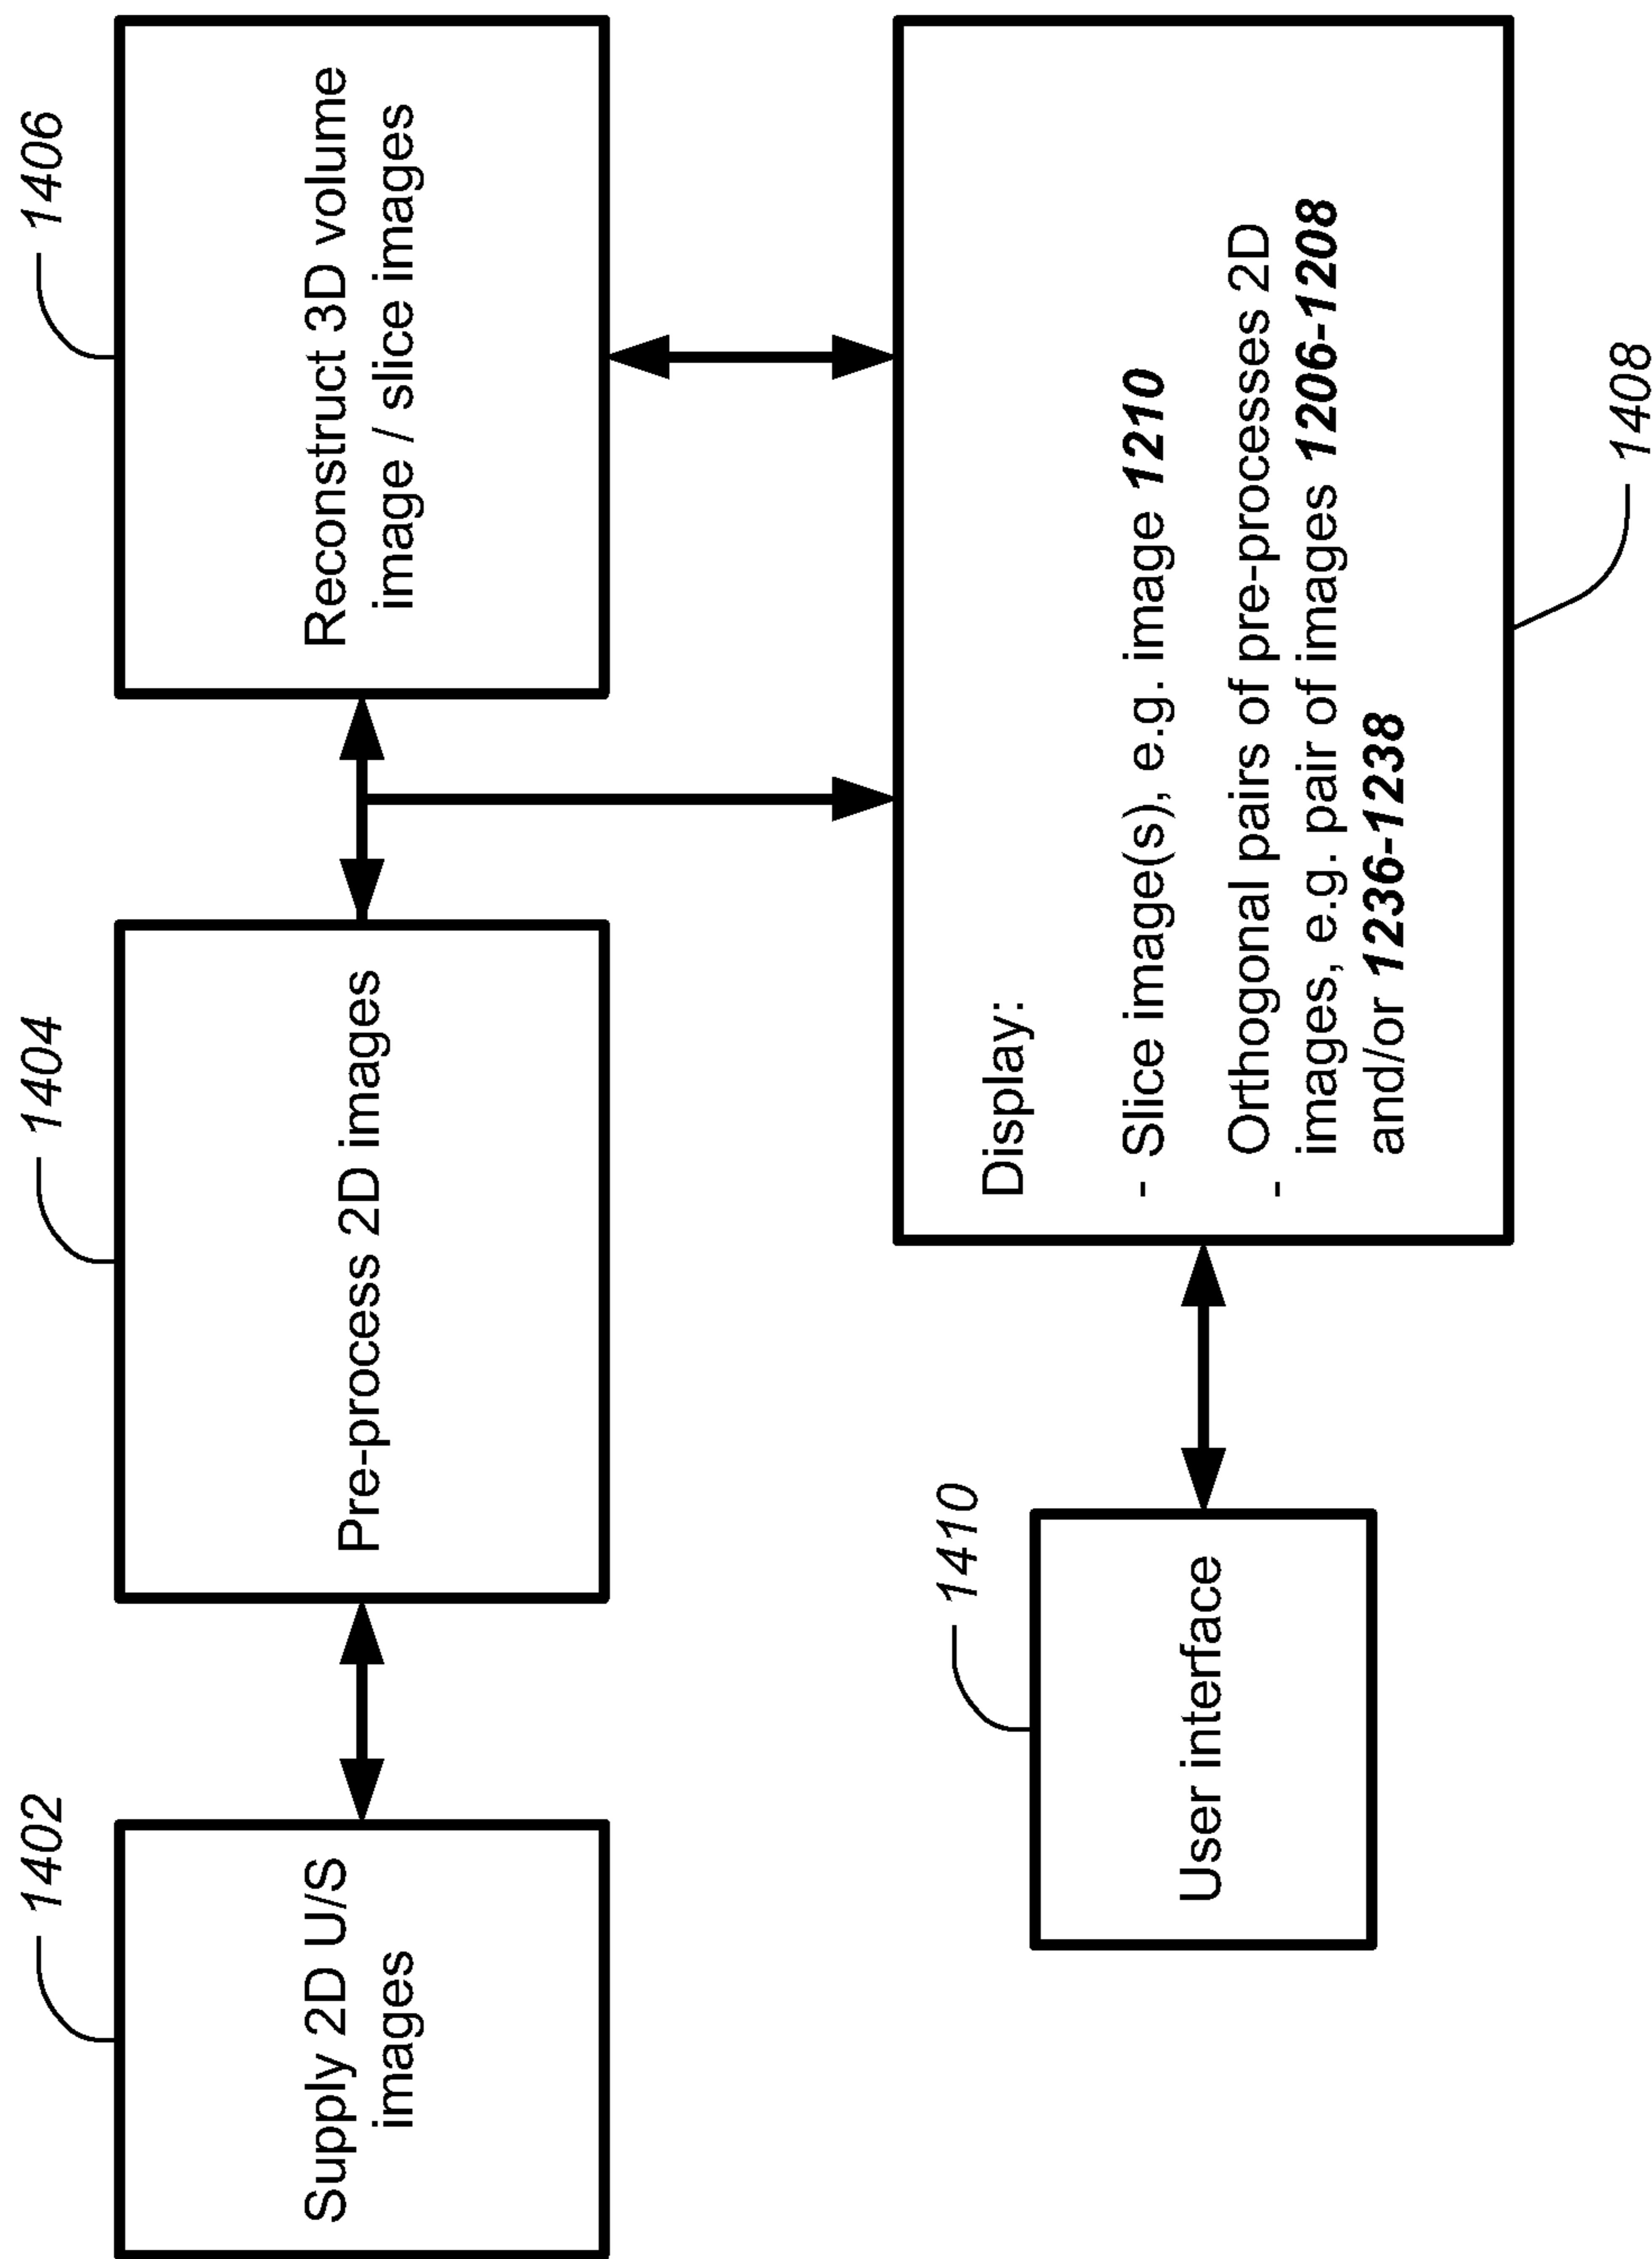 1402
Supply 2D U/S
images
1404
Pre-process 2D images
1406
Reconstruct 3D volume
image / slice images
1410
User interface
Display:
- Slice image(s), e.g. image 1210
- Orthogonal pairs of pre-processes 2D
images, e.g. pair of images 1206-1208
and/or 1236-1238
1408